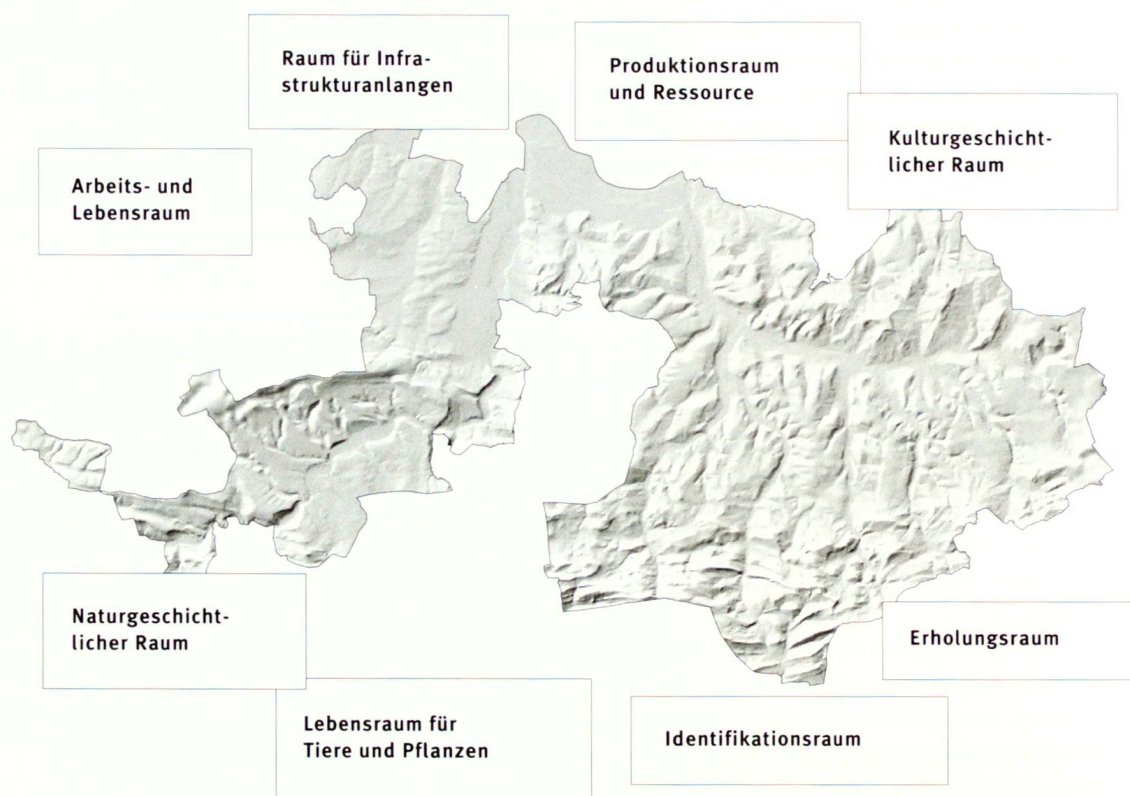 Raum für Infra-
strukturanlangen
Produktionsraum
und Ressource
Kulturgeschicht-
licher Raum
Arbeits- und
Lebensraum
Naturgeschicht-
licher Raum
Erholungsraum
Lebensraum für
Tiere und Pflanzen
Identifikationsraum